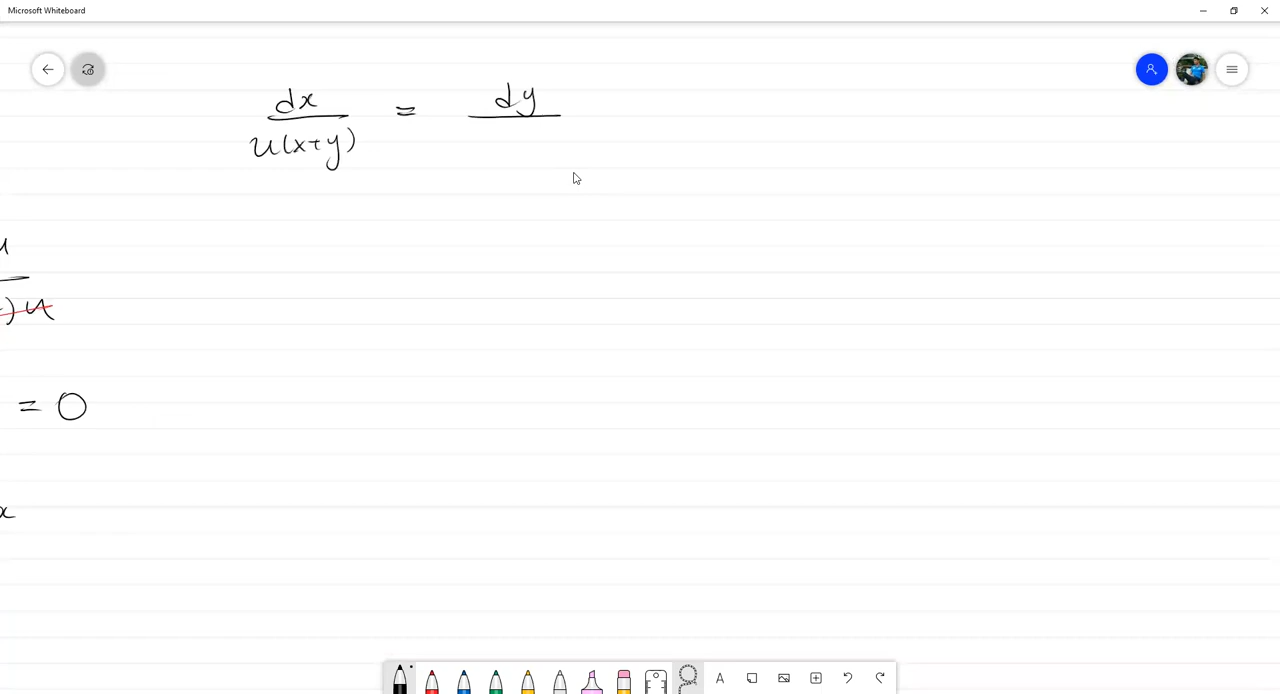 Microsoft Whiteboard
dx = dy
u(x+y)
u
) u
= 0
x
A